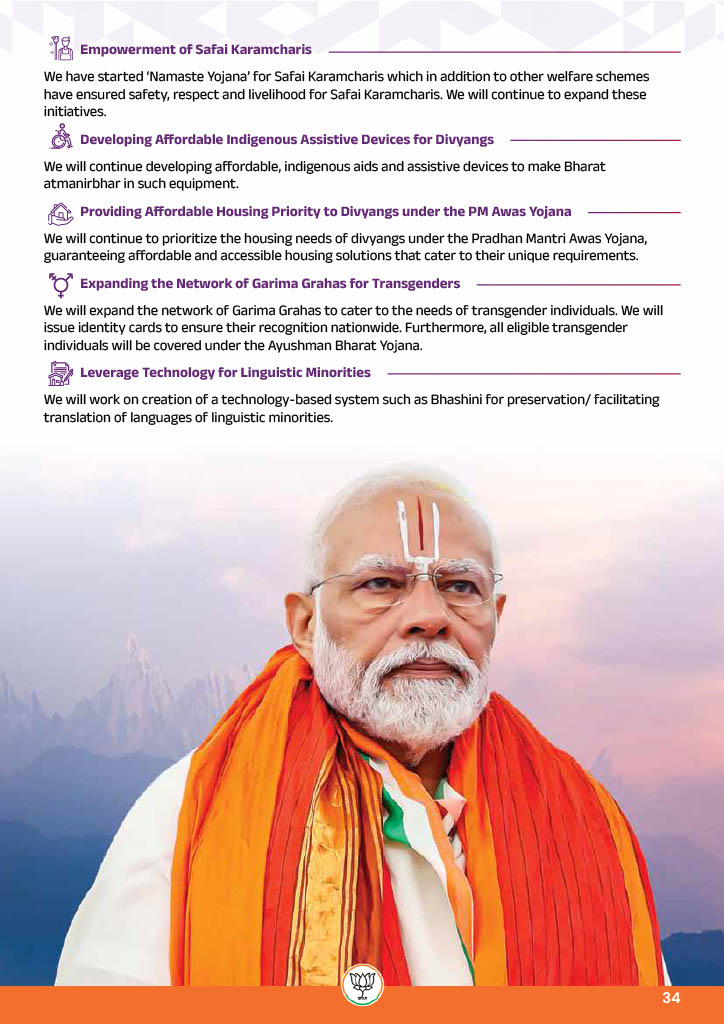 Empowerment of Safai Karamcharis
We have started ‘Namaste Yojana’ for Safai Karamcharis which in addition to other welfare schemes
have ensured safety, respect and livelihood for Safai Karamcharis. We will continue to expand these
initiatives.
Developing Affordable Indigenous Assistive Devices for Divyangs
We will continue developing affordable, indigenous aids and assistive devices to make Bharat
atmanirbhar in such equipment.
Providing Affordable Housing Priority to Divyangs under the PM Awas Yojana
We will continue to prioritize the housing needs of divyangs under the Pradhan Mantri Awas Yojana,
guaranteeing affordable and accessible housing solutions that cater to their unique requirements.
Expanding the Network of Garima Grahas for Transgenders
We will expand the network of Garima Grahas to cater to the needs of transgender individuals. We will
issue identity cards to ensure their recognition nationwide. Furthermore, all eligible transgender
individuals will be covered under the Ayushman Bharat Yojana.
Leverage Technology for Linguistic Minorities
We will work on creation of a technology-based system such as Bhashini for preservation/ facilitating
translation of languages of linguistic minorities.
34